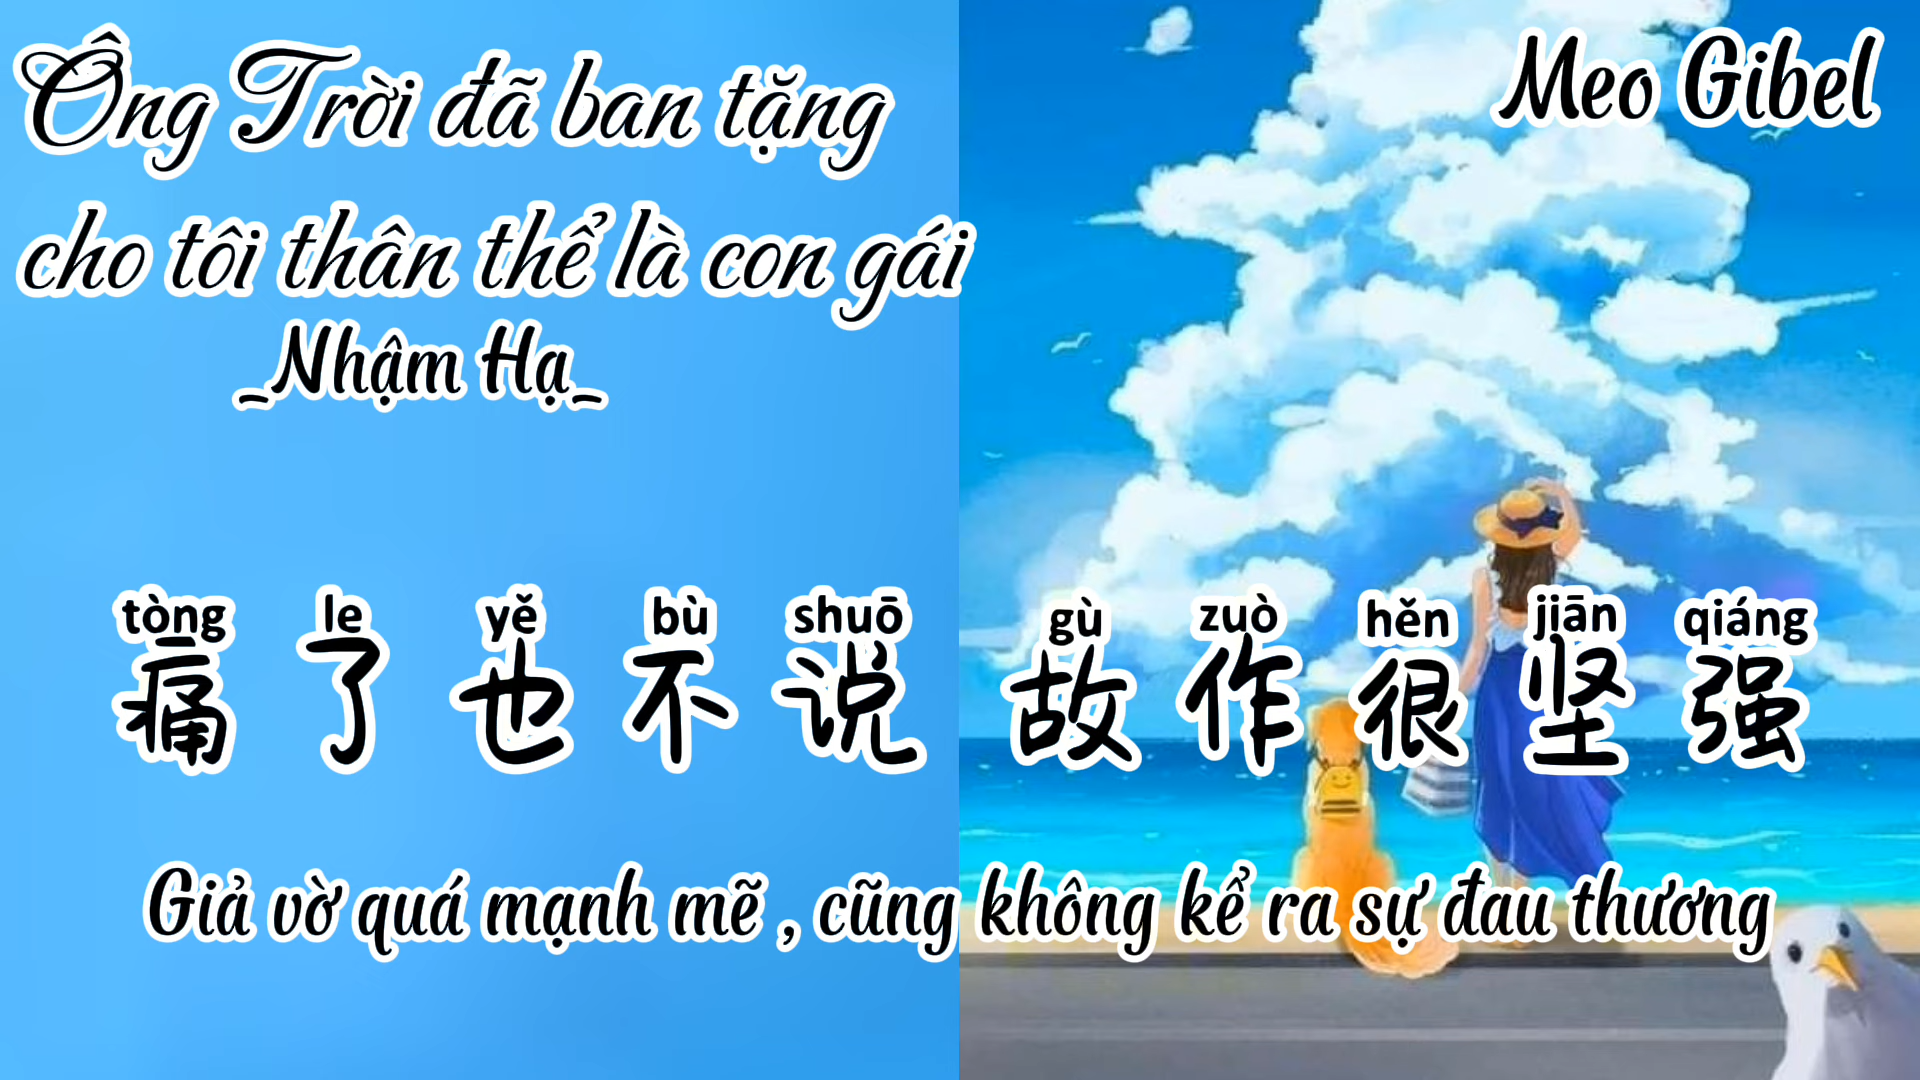 Ông Trời đã ban tặng
cho tôi thân thể là con gái
_Nhậm Hạ_
Meo Gibel
tòng le yě bù shuō gù zuò hěn jiān qiáng
痛了也不说 故作很坚强
Giả vờ quá mạnh mẽ , cũng không kể ra sự đau thương